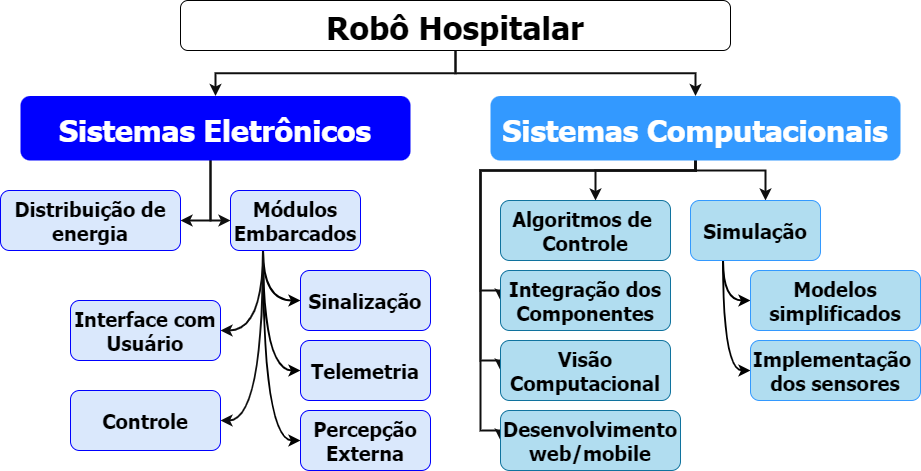 Robô Hospitalar
Sistemas Eletrônicos
Distribuição de
energia
Módulos
Embarcados
Sinalização
Interface com
Usuário
Telemetria
Controle
Percepção
Externa
Sistemas Computacionais
Algoritmos de
Controle
Integração dos
Componentes
Visão
Computacional
Desenvolvimento
web/mobile
Simulação
Modelos
simplificados
Implementação
dos sensores